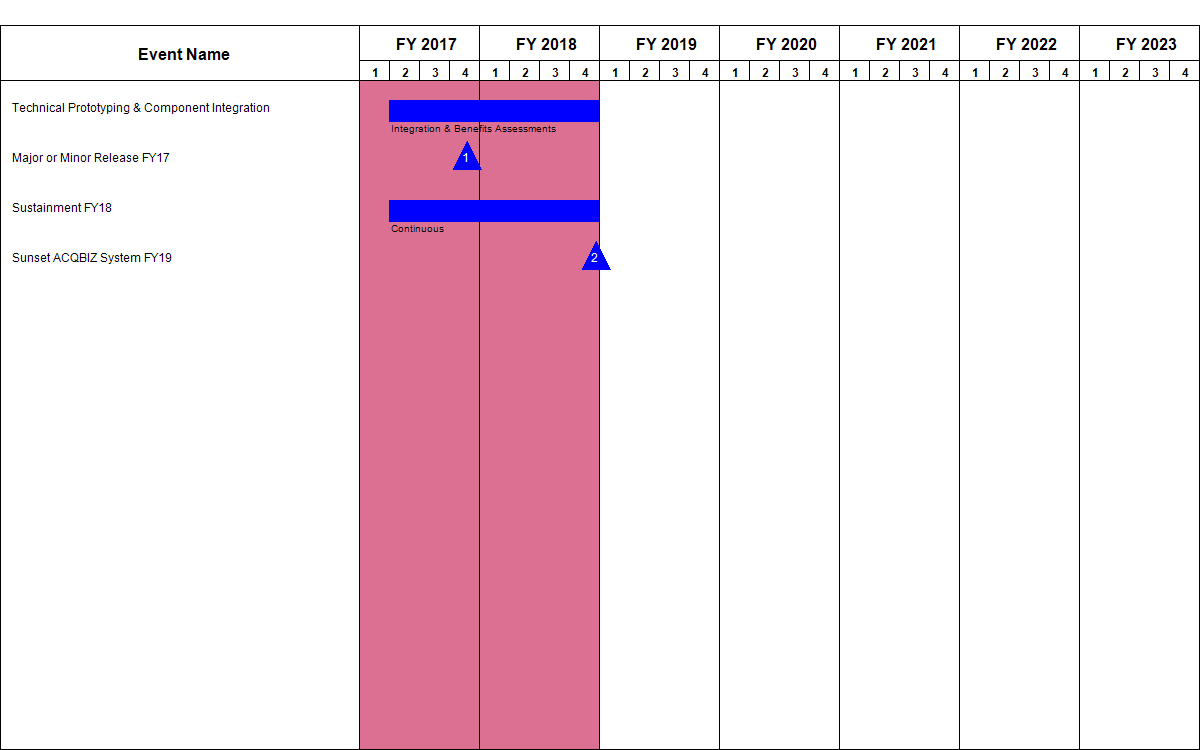 Event Name
FY 2017 FY 2018 FY 2019 FY 2020 FY 2021 FY 2022 FY 2023
1 2 3 4 1 2 3 4 1 2 3 4 1 2 3 4 1 2 3 4 1 2 3 4 1 2 3 4
Technical Prototyping & Component Integration
Integration & Benefits Assessments
Major or Minor Release FY17
1
Sustainment FY18
Continuous
Sunset ACQBIZ System FY19
2